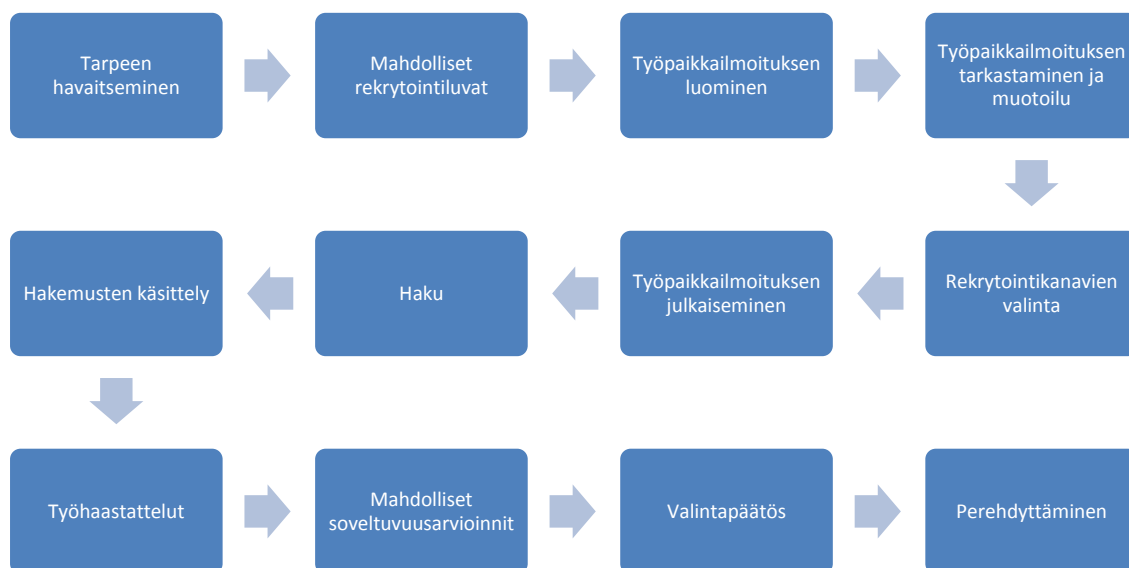 Tarpeen
havaitseminen
Mahdolliset
rekrytointiluvat
Työpaikkailmoituksen
luominen
Työpaikkailmoituksen
tarkastaminen ja
muotoilu
Rekrytointikanavien
valinta
Työpaikkailmoituksen
julkaiseminen
Haku
Hakemusten käsittely
Työhaastattelut
Mahdolliset
soveltuvuusarvioinnit
Valintapäätös
Perehdyttäminen